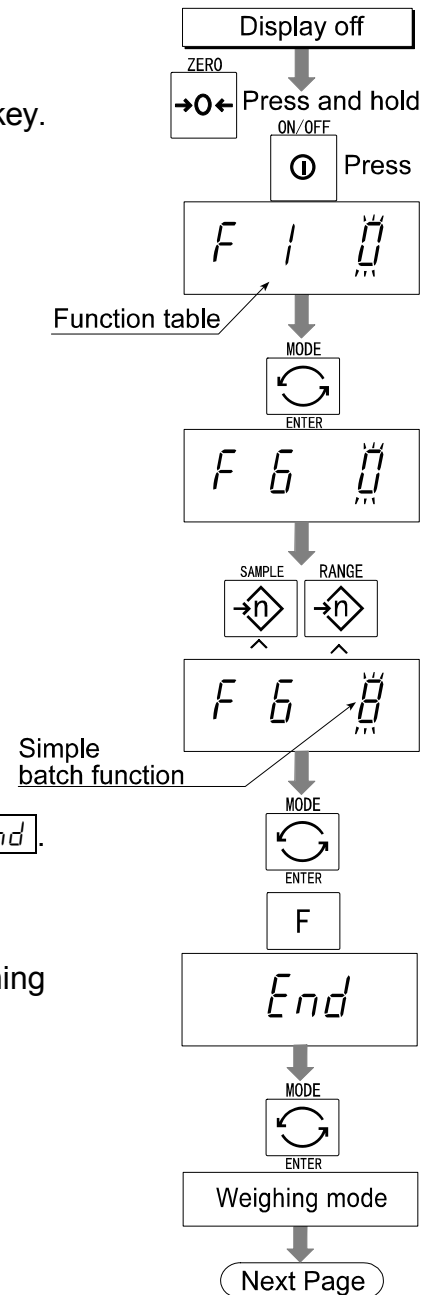 Display off
ZERO
→0← Press and hold
key.
ON/OFF
Press
F 1 0
Function table
MODE
ENTER
F 6 0
SAMPLE RANGE
→n→n
^ ^
F 6 8
Simple
batch function
MODE
nd.
ENTER
F
ning
End
MODE
ENTER
Weighing mode
Next Page